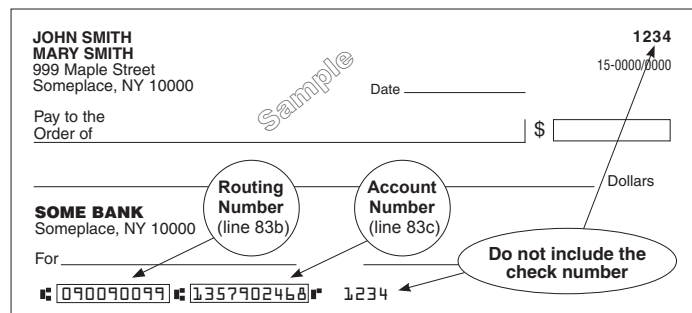 JOHN SMITH
MARY SMITH
999 Maple Street
Someplace, NY 10000
1234
15-0000/0000
Sample
Date
Pay to the
Order of
$
Dollars
Routing
Number
(line 83b)
Account
Number
(line 83c)
SOME BANK
Someplace, NY 10000
For
Do not include the
check number
⑆ 090090099 ⑆ 1357902468 ⑈ 1234